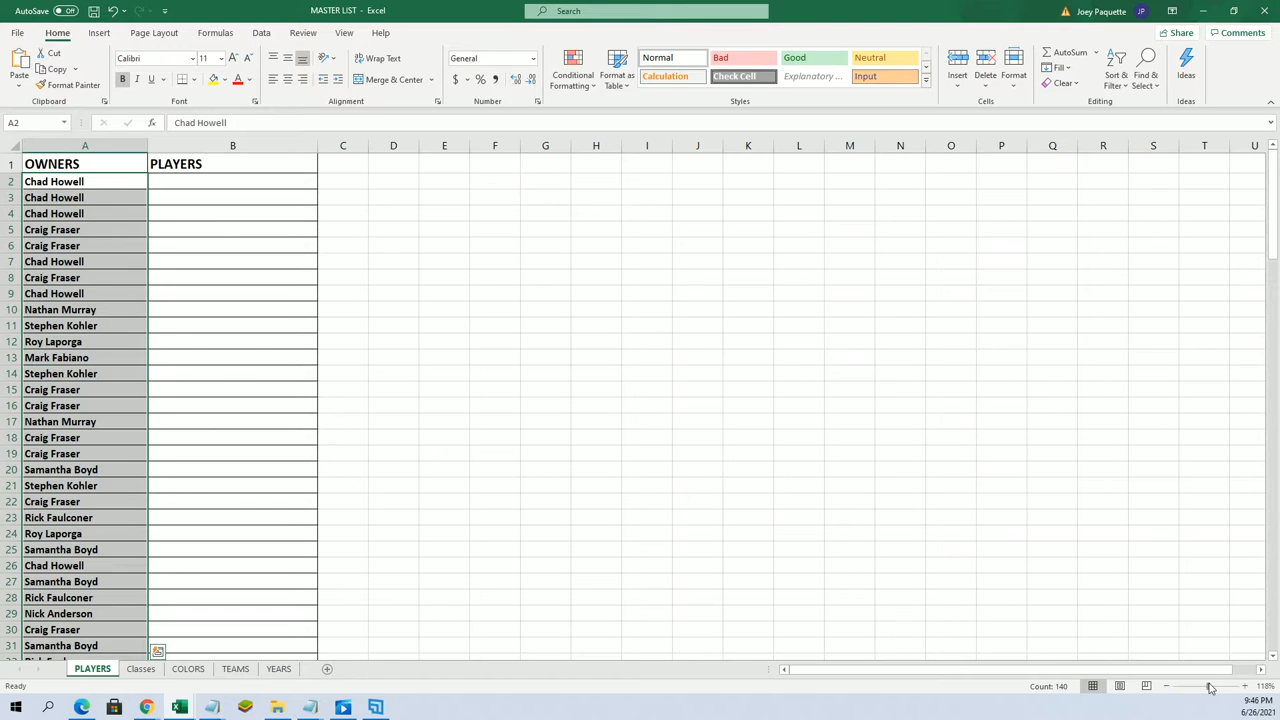 AutoSave Off MASTER LIST - Excel Search Joey Paquette JP
File Home Insert Page Layout Formulas Data Review View Help Share Comments
Paste Cut Copy Format Painter Clipboard
Calibri 11 A A B I U A Font
ab Wrap Text Merge & Center Alignment
General $ % Number
Conditional Formatting Format as Table
Normal Bad Good Neutral
Calculation Check Cell Explanatory ... Input
Styles
Insert Delete Format Cells
AutoSum Fill Clear Sort & Filter Find & Select Editing
Ideas Ideas
A2 fx Chad Howell
A B C D E F G H I J K L M N O P Q R S T U
1 OWNERS PLAYERS
2 Chad Howell
3 Chad Howell
4 Chad Howell
5 Craig Fraser
6 Craig Fraser
7 Chad Howell
8 Craig Fraser
9 Chad Howell
10 Nathan Murray
11 Stephen Kohler
12 Roy Laporga
13 Mark Fabiano
14 Stephen Kohler
15 Craig Fraser
16 Craig Fraser
17 Nathan Murray
18 Craig Fraser
19 Craig Fraser
20 Samantha Boyd
21 Stephen Kohler
22 Craig Fraser
23 Rick Faulconer
24 Roy Laporga
25 Samantha Boyd
26 Chad Howell
27 Samantha Boyd
28 Rick Faulconer
29 Nick Anderson
30 Craig Fraser
31 Samantha Boyd
PLAYERS Classes COLORS TEAMS YEARS
Ready Count: 140 118%
9:46 PM
6/26/2021